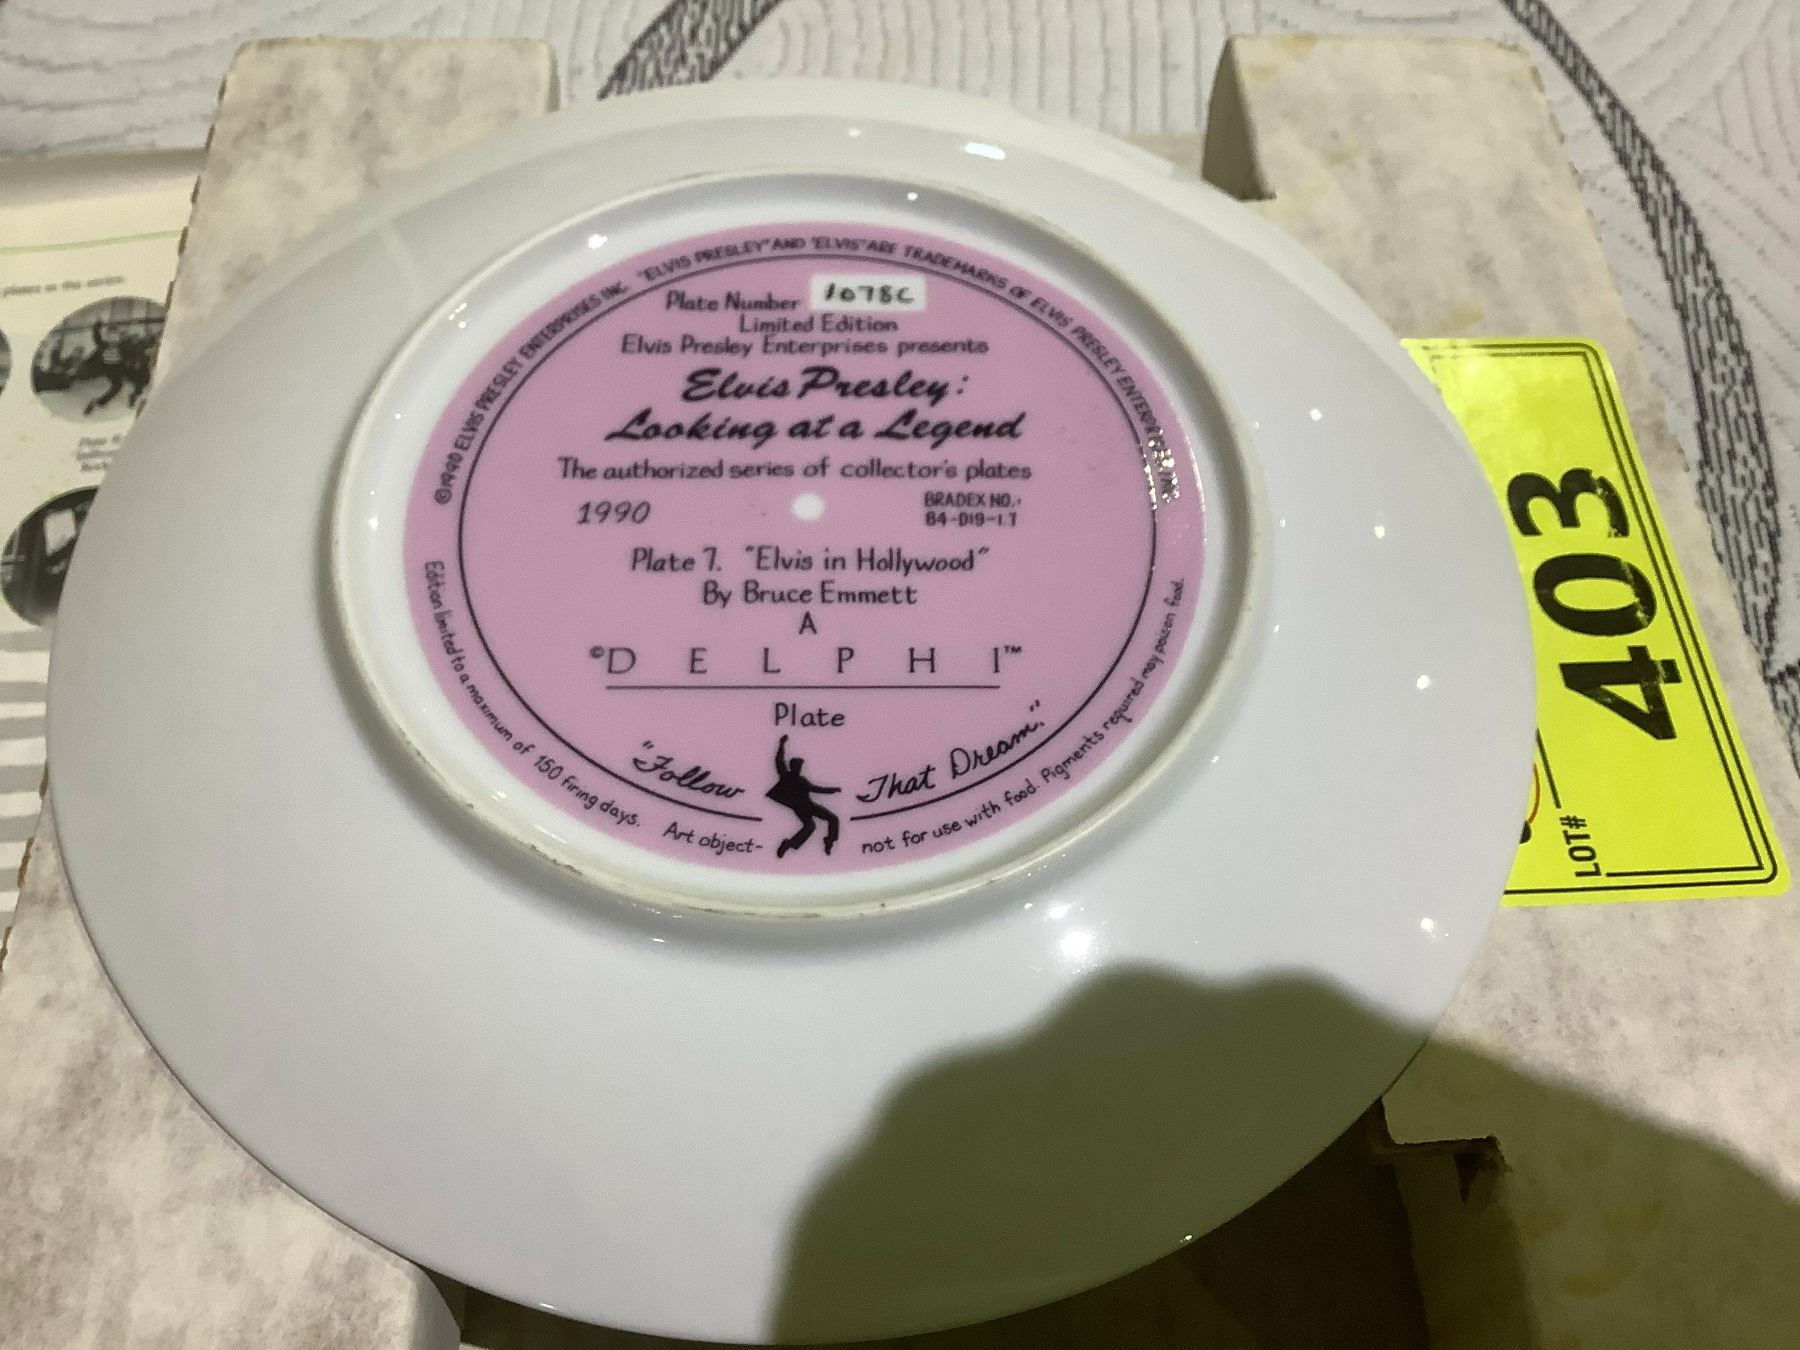 "ELVIS PRESLEY" AND "ELVIS" ARE TRADEMARKS OF ELVIS PRESLEY ENTERPRISES, INC.
©1990 ELVIS PRESLEY ENTERPRISES INC.
Plate Number 1078C
Limited Edition
Elvis Presley Enterprises presents
Elvis Presley:
Looking at a Legend
The authorized series of collector's plates
1990
BRADEX NO.:
84-D19-1.7
Plate 7. "Elvis in Hollywood"
By Bruce Emmett
A
©DELPHI™
Plate
"Follow That Dream."
Edition limited to a maximum of 150 firing days. Art object- not for use with food. Pigments required may poison food.
LOT# 403
plates in the series.